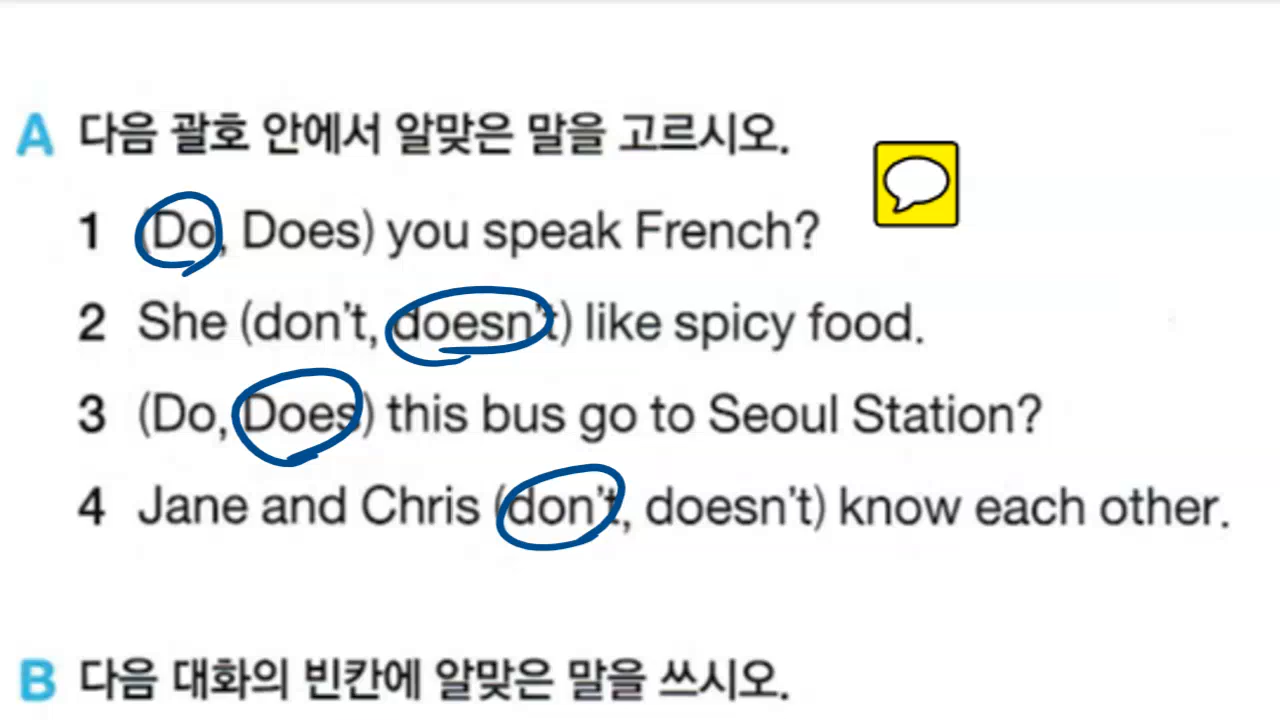 A 다음 괄호 안에서 알맞은 말을 고르시오.
1 (Do, Does) you speak French?
2 She (don't, doesn't) like spicy food.
3 (Do, Does) this bus go to Seoul Station?
4 Jane and Chris (don't, doesn't) know each other.
B 다음 대화의 빈칸에 알맞은 말을 쓰시오.